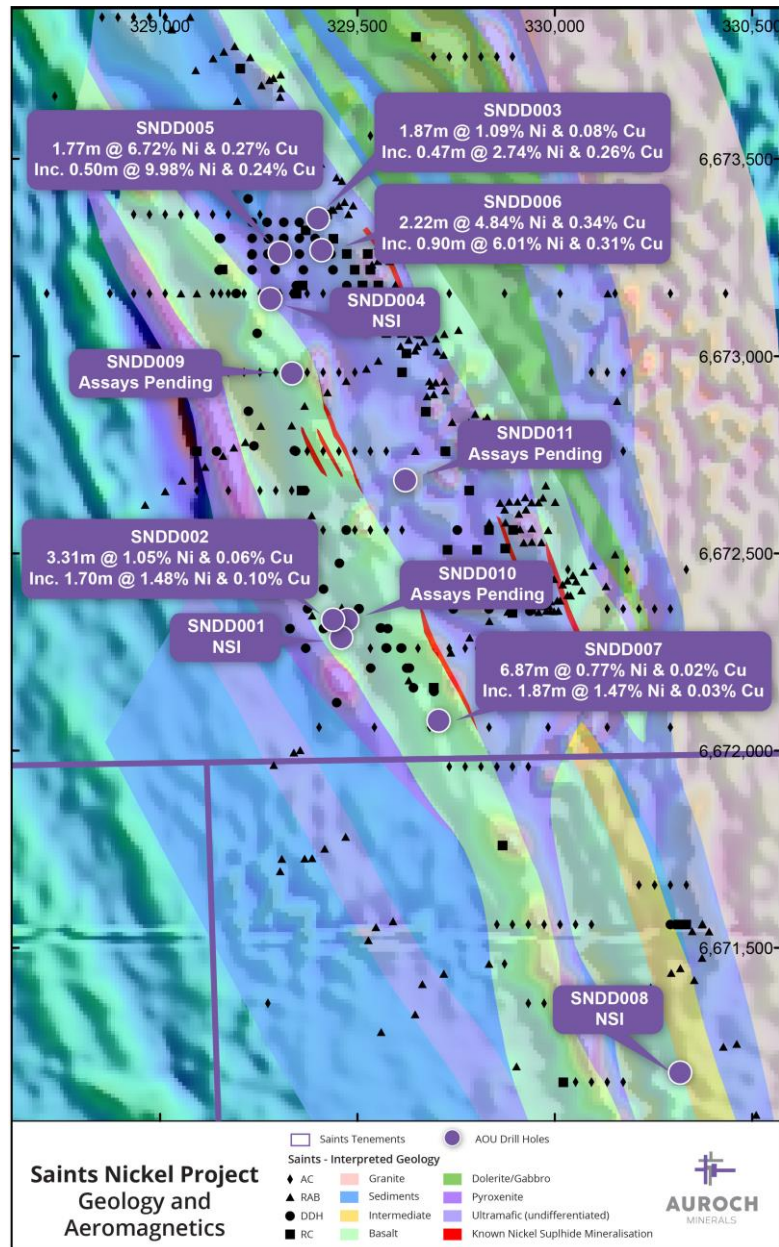 329,000
329,500
330,000
330,500
SNDD003
1.87m @ 1.09% Ni & 0.08% Cu
Inc. 0.47m @ 2.74% Ni & 0.26% Cu
SNDD005
1.77m @ 6.72% Ni & 0.27% Cu
Inc. 0.50m @ 9.98% Ni & 0.24% Cu
6,673,500
SNDD006
2.22m @ 4.84% Ni & 0.34% Cu
Inc. 0.90m @ 6.01% Ni & 0.31% Cu
SNDD004
NSI
SNDD009
Assays Pending
6,673,000
SNDD011
Assays Pending
SNDD002
3.31m @ 1.05% Ni & 0.06% Cu
Inc. 1.70m @ 1.48% Ni & 0.10% Cu
6,672,500
SNDD010
Assays Pending
SNDD001
NSI
SNDD007
6.87m @ 0.77% Ni & 0.02% Cu
Inc. 1.87m @ 1.47% Ni & 0.03% Cu
6,672,000
6,671,500
SNDD008
NSI
Saints Nickel Project
Geology and
Aeromagnetics
Saints Tenements
AOU Drill Holes
Saints - Interpreted Geology
AC
RAB
DDH
RC
Granite
Sediments
Intermediate
Basalt
Dolerite/Gabbro
Pyroxenite
Ultramafic (undifferentiated)
Known Nickel Suplhide Mineralisation
AUROCH
MINERALS